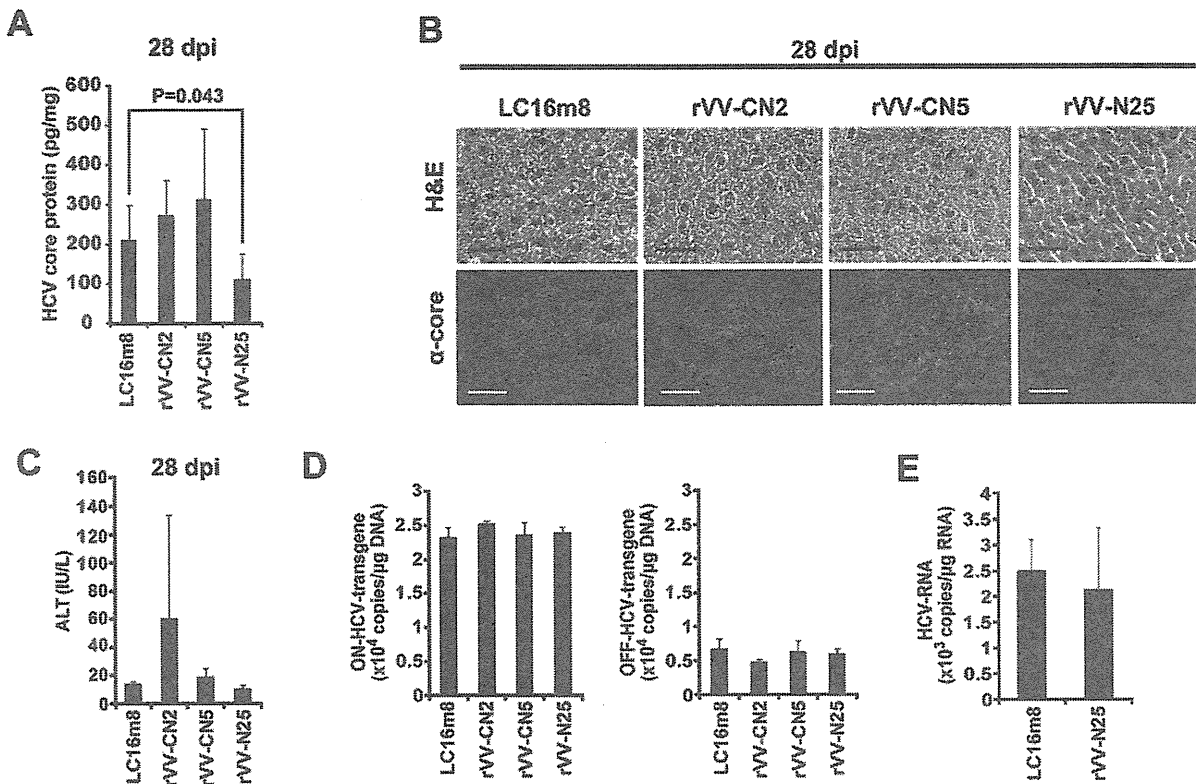 A
28 dpi
HCV core protein (pg/mg)
600
500
400
300
200
100
0
P=0.043
LC16m8
rVV-CN2
rVV-CN5
rVV-N25
B
28 dpi
LC16m8
rVV-CN2
rVV-CN5
rVV-N25
H&E
α-core
C
28 dpi
ALT (IU/L)
160
140
120
100
80
60
40
20
0
LC16m8
rVV-CN2
rVV-CN5
rVV-N25
D
ON-HCV-transgene
(x10⁴ copies/µg DNA)
3
2.5
2
1.5
1
0.5
0
LC16m8
rVV-CN2
rVV-CN5
rVV-N25
OFF-HCV-transgene
(x10⁴ copies/µg DNA)
3
2.5
2
1.5
1
0.5
0
LC16m8
rVV-CN2
rVV-CN5
rVV-N25
E
HCV-RNA
(x10³ copies/µg RNA)
4
3.5
3
2.5
2
1.5
1
0.5
0
LC16m8
rVV-N25